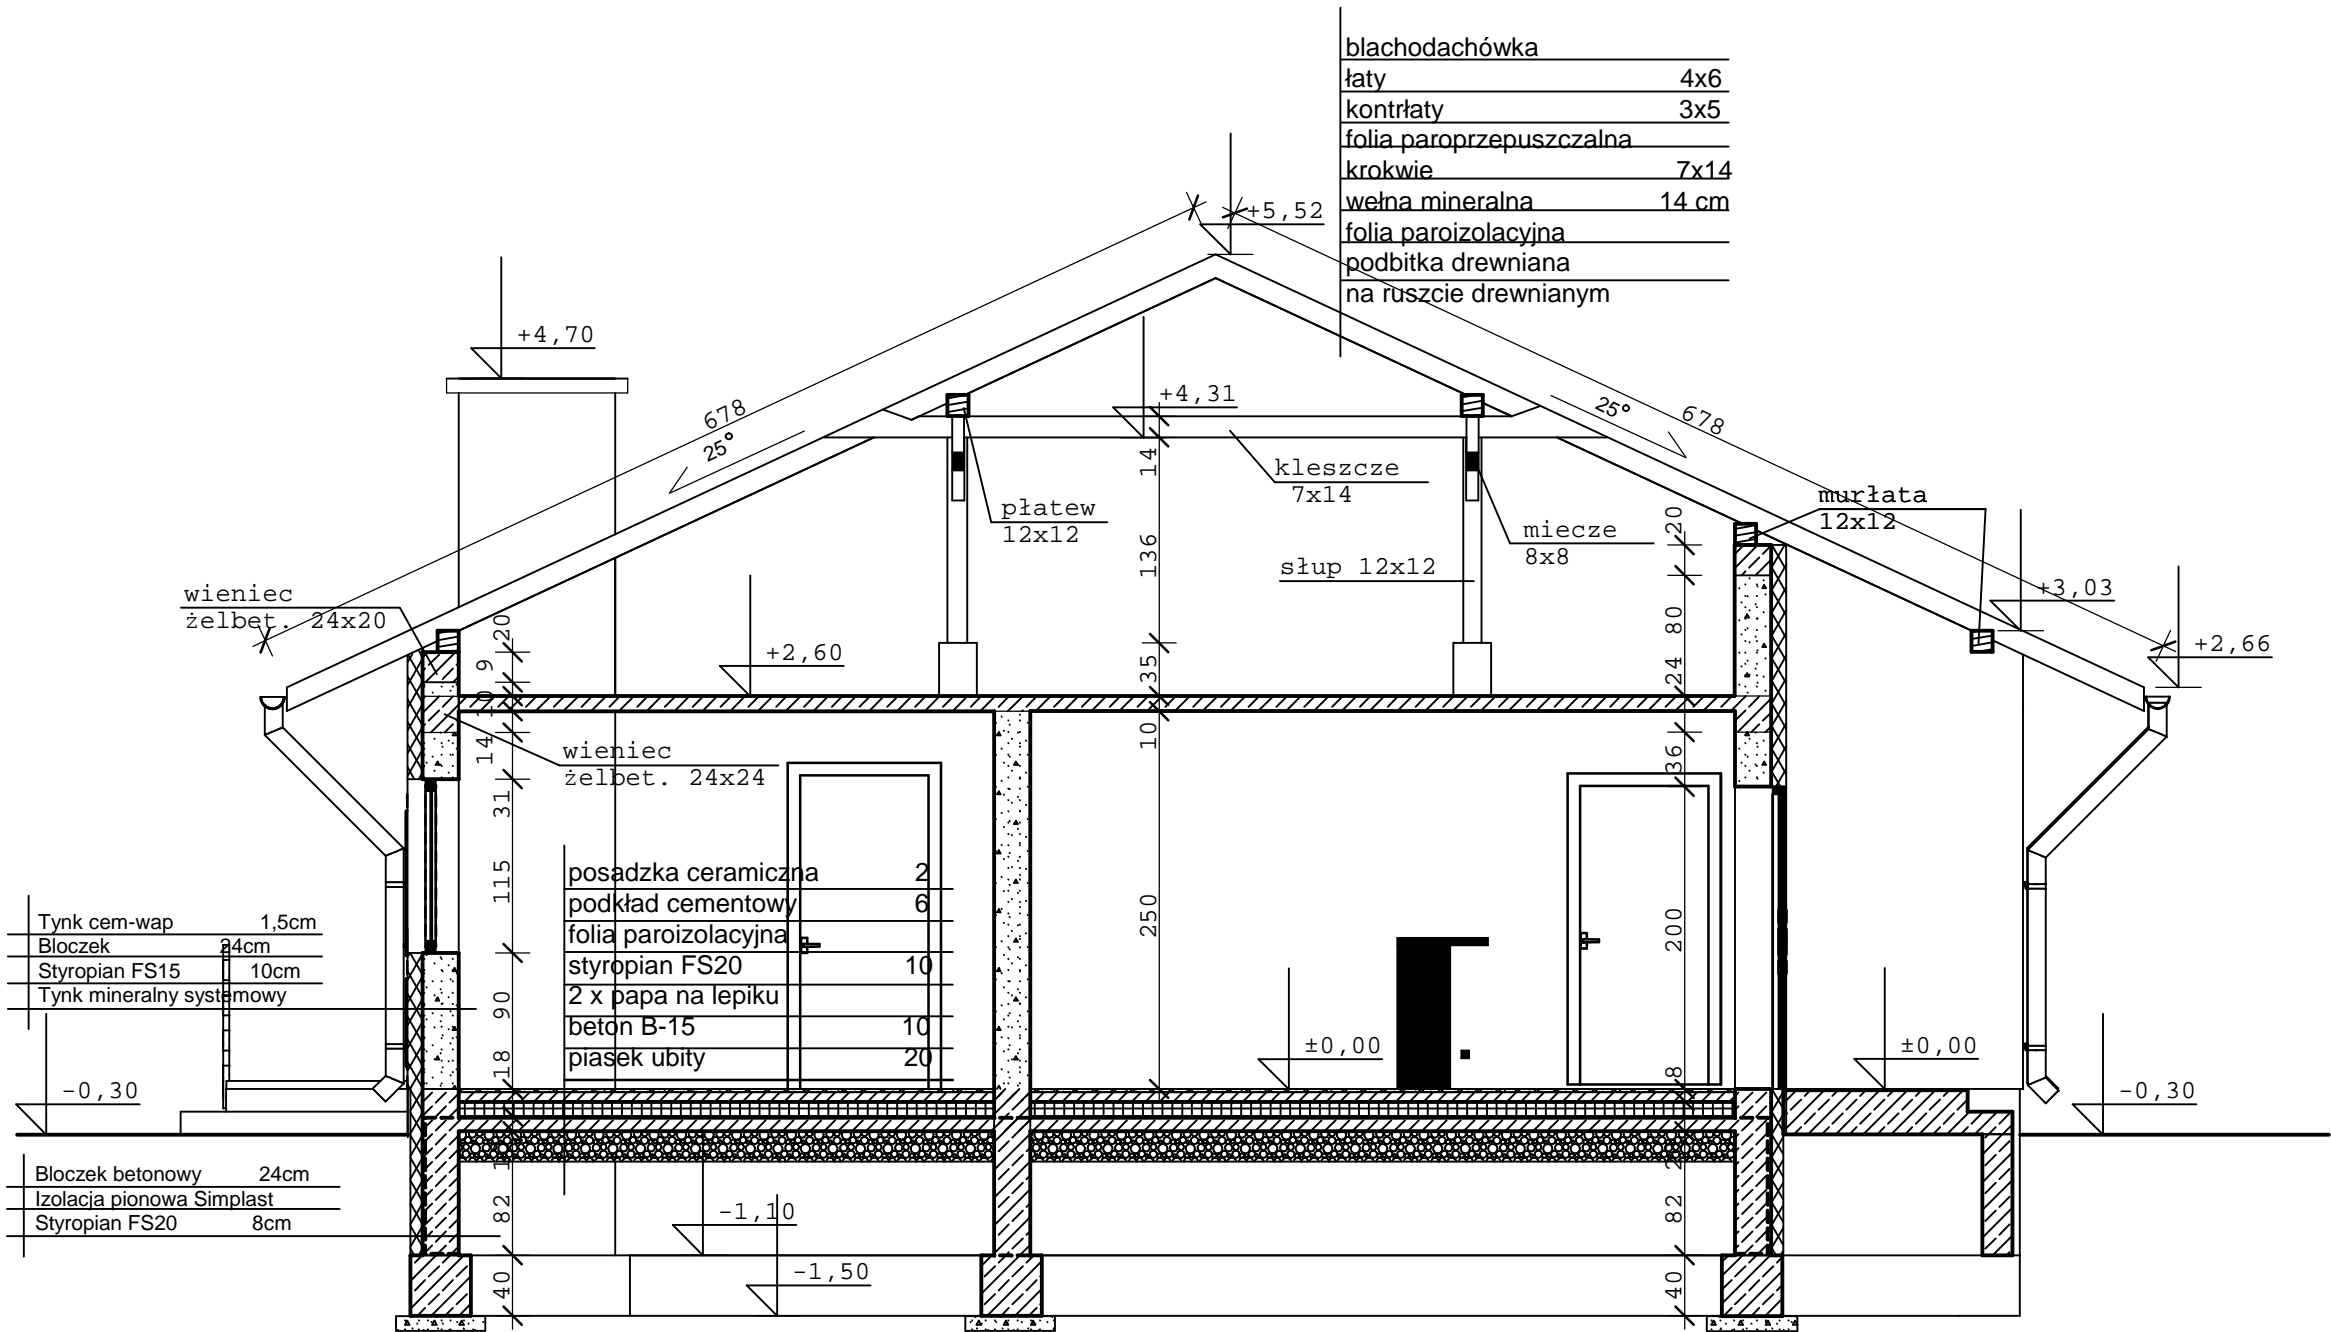 blachodachówka
łaty 4x6
kontrłaty 3x5
folia paroprzepuszczalna
krokwie 7x14
wełna mineralna 14 cm
folia paroizolacyjna
podbitka drewniana
na ruszcie drewnianym
+5,52
+4,70
678
25°
+4,31
25°
678
14
kleszcze
7x14
płatew
12x12
murłata
12x12
miecze
8x8
20
136
słup 12x12
wieniec
żelbet. 24x20
+3,03
20
80
+2,60
+2,66
9
35
24
10
10
14
wieniec
żelbet. 24x24
36
31
115
posadzka ceramiczna 2
podkład cementowy 6
folia paroizolacyjna
styropian FS20 10
2 x papa na lepiku
beton B-15 10
piasek ubity 20
250
200
Tynk cem-wap 1,5cm
Bloczek 24cm
Styropian FS15 10cm
Tynk mineralny systemowy
90
18
±0,00
8
±0,00
-0,30
-0,30
Bloczek betonowy 24cm
Izolacja pionowa Simplast
Styropian FS20 8cm
82
-1,10
82
40
-1,50
40